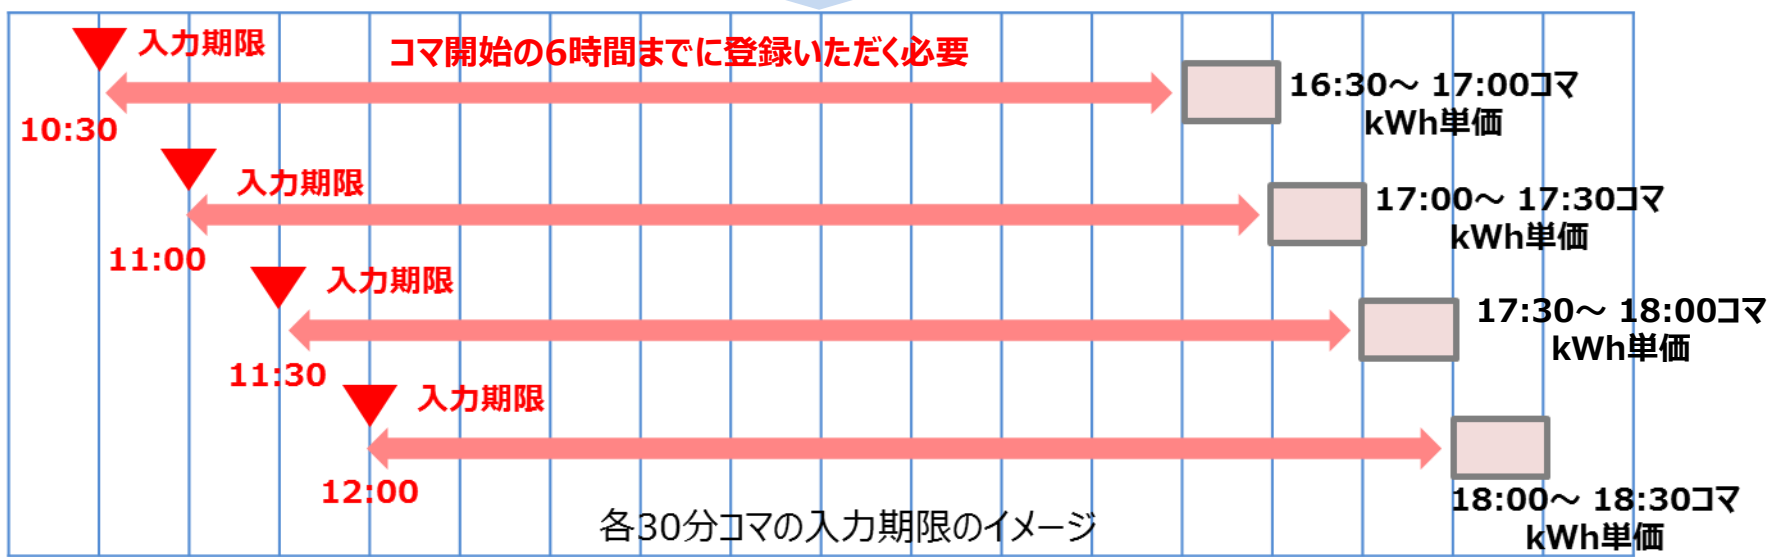 入力期限
コマ開始の6時間までに登録いただく必要
10:30
16:30～ 17:00コマ
kWh単価
入力期限
11:00
17:00～ 17:30コマ
kWh単価
入力期限
11:30
17:30～ 18:00コマ
kWh単価
入力期限
12:00
18:00～ 18:30コマ
kWh単価
各30分コマの入力期限のイメージ